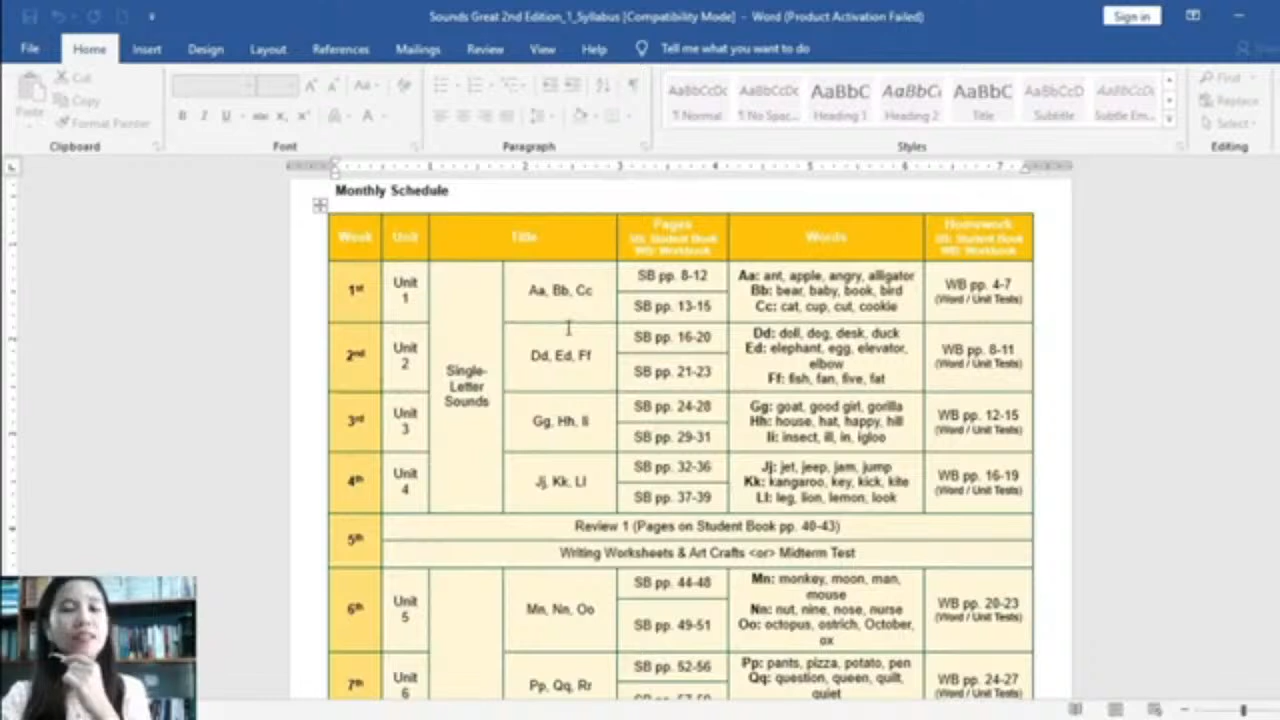 Sounds Great 2nd Edition_1_Syllabus [Compatibility Mode] - Word (Product Activation Failed)
Sign in
File Home Insert Design Layout References Mailings Review View Help Tell me what you want to do
Cut
Copy
Paste
Format Painter
Clipboard
Font
Paragraph
AaBbCcDc AaBbCcDc AaBbC AaBbCc AaBbC AaBbCcD AaBbCcDc
¶ Normal ¶ No Spac... Heading 1 Heading 2 Title Subtitle Subtle Em...
Styles
Find
Replace
Select
Editing
1 2 3 4 5 6 7
Monthly Schedule
Week Unit Title Pages Words Homework
SB: Student Book
WB: Workbook
SB: Student Book
WB: Workbook
1st
Unit
1
Single-
Letter
Sounds
Aa, Bb, Cc
SB pp. 8-12
SB pp. 13-15
Aa: ant, apple, angry, alligator
Bb: bear, baby, book, bird
Cc: cat, cup, cut, cookie
WB pp. 4-7
(Word / Unit Tests)
2nd
Unit
2
Dd, Ed, Ff
SB pp. 16-20
SB pp. 21-23
Dd: doll, dog, desk, duck
Ed: elephant, egg, elevator,
elbow
Ff: fish, fan, five, fat
WB pp. 8-11
(Word / Unit Tests)
3rd
Unit
3
Gg, Hh, Ii
SB pp. 24-28
SB pp. 29-31
Gg: goat, good girl, gorilla
Hh: house, hat, happy, hill
Ii: insect, ill, in, igloo
WB pp. 12-15
(Word / Unit Tests)
4th
Unit
4
Jj, Kk, Ll
SB pp. 32-36
SB pp. 37-39
Jj: jet, jeep, jam, jump
Kk: kangaroo, key, kick, kite
Ll: leg, lion, lemon, look
WB pp. 16-19
(Word / Unit Tests)
5th
Review 1 (Pages on Student Book pp. 40-43)
Writing Worksheets & Art Crafts <or> Midterm Test
6th
Unit
5
Mn, Nn, Oo
SB pp. 44-48
SB pp. 49-51
Mn: monkey, moon, man,
mouse
Nn: nut, nine, nose, nurse
Oo: octopus, ostrich, October,
ox
WB pp. 20-23
(Word / Unit Tests)
7th
Unit
6
Pp, Qq, Rr
SB pp. 52-56
Pp: pants, pizza, potato, pen
Qq: question, queen, quilt,
quiet
WB pp. 24-27
(Word / Unit Tests)